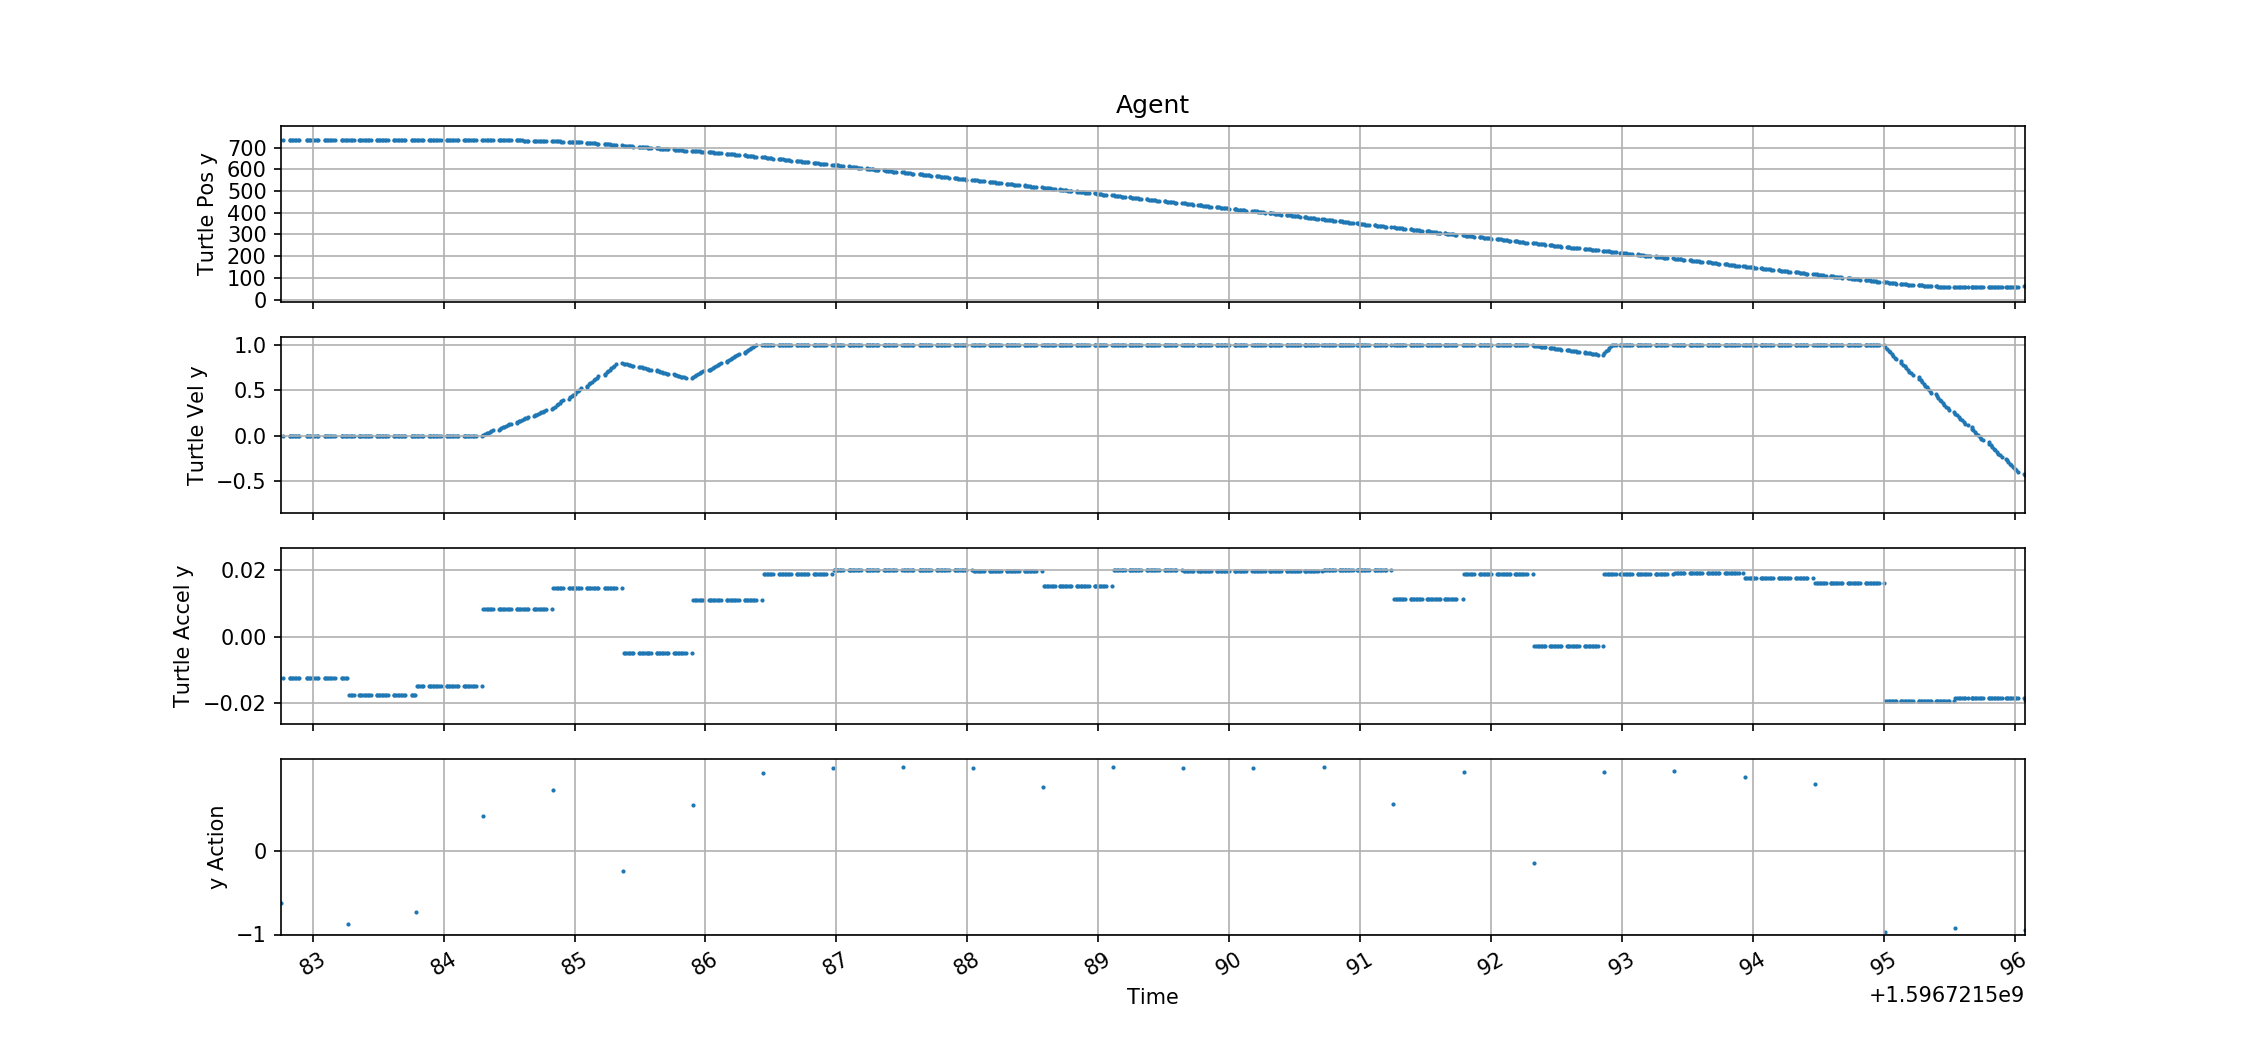 Agent
Turtle Pos y
700
600
500
400
300
200
100
0
Turtle Vel y
1.0
0.5
0.0
−0.5
Turtle Accel y
0.02
0.00
−0.02
y Action
0
−1
83 84 85 86 87 88 89 90 91 92 93 94 95 96
Time
+1.5967215e9